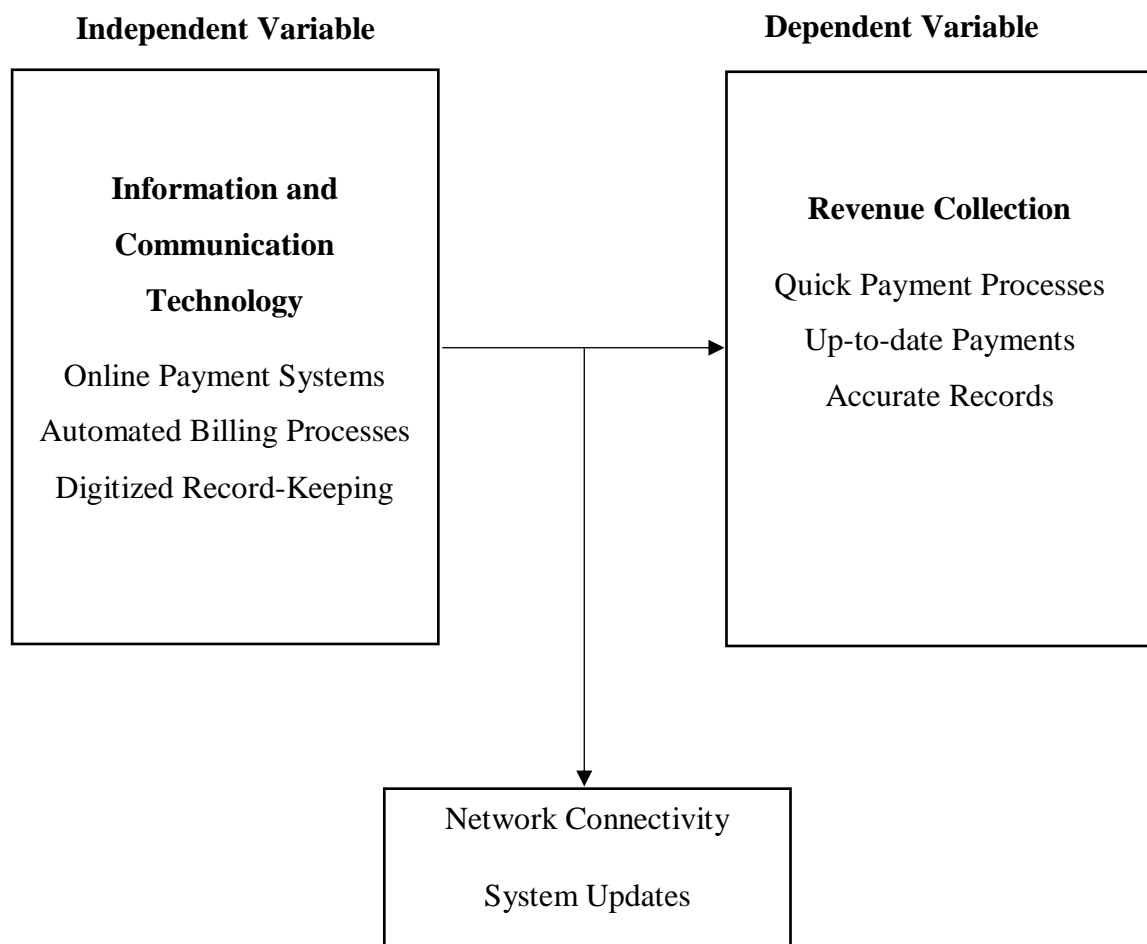 Independent Variable
Dependent Variable
Information and
Communication
Technology
Online Payment Systems
Automated Billing Processes
Digitized Record-Keeping
Revenue Collection
Quick Payment Processes
Up-to-date Payments
Accurate Records
Network Connectivity
System Updates